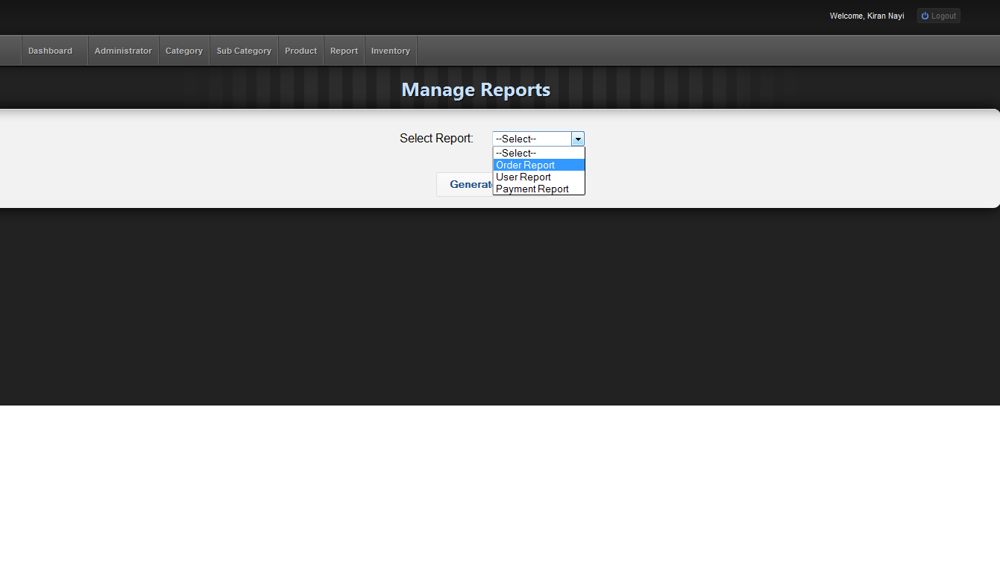 Welcome, Kiran Nayi Logout
Dashboard Administrator Category Sub Category Product Report Inventory
Manage Reports
Select Report: --Select--
--Select--
Order Report
User Report
Payment Report